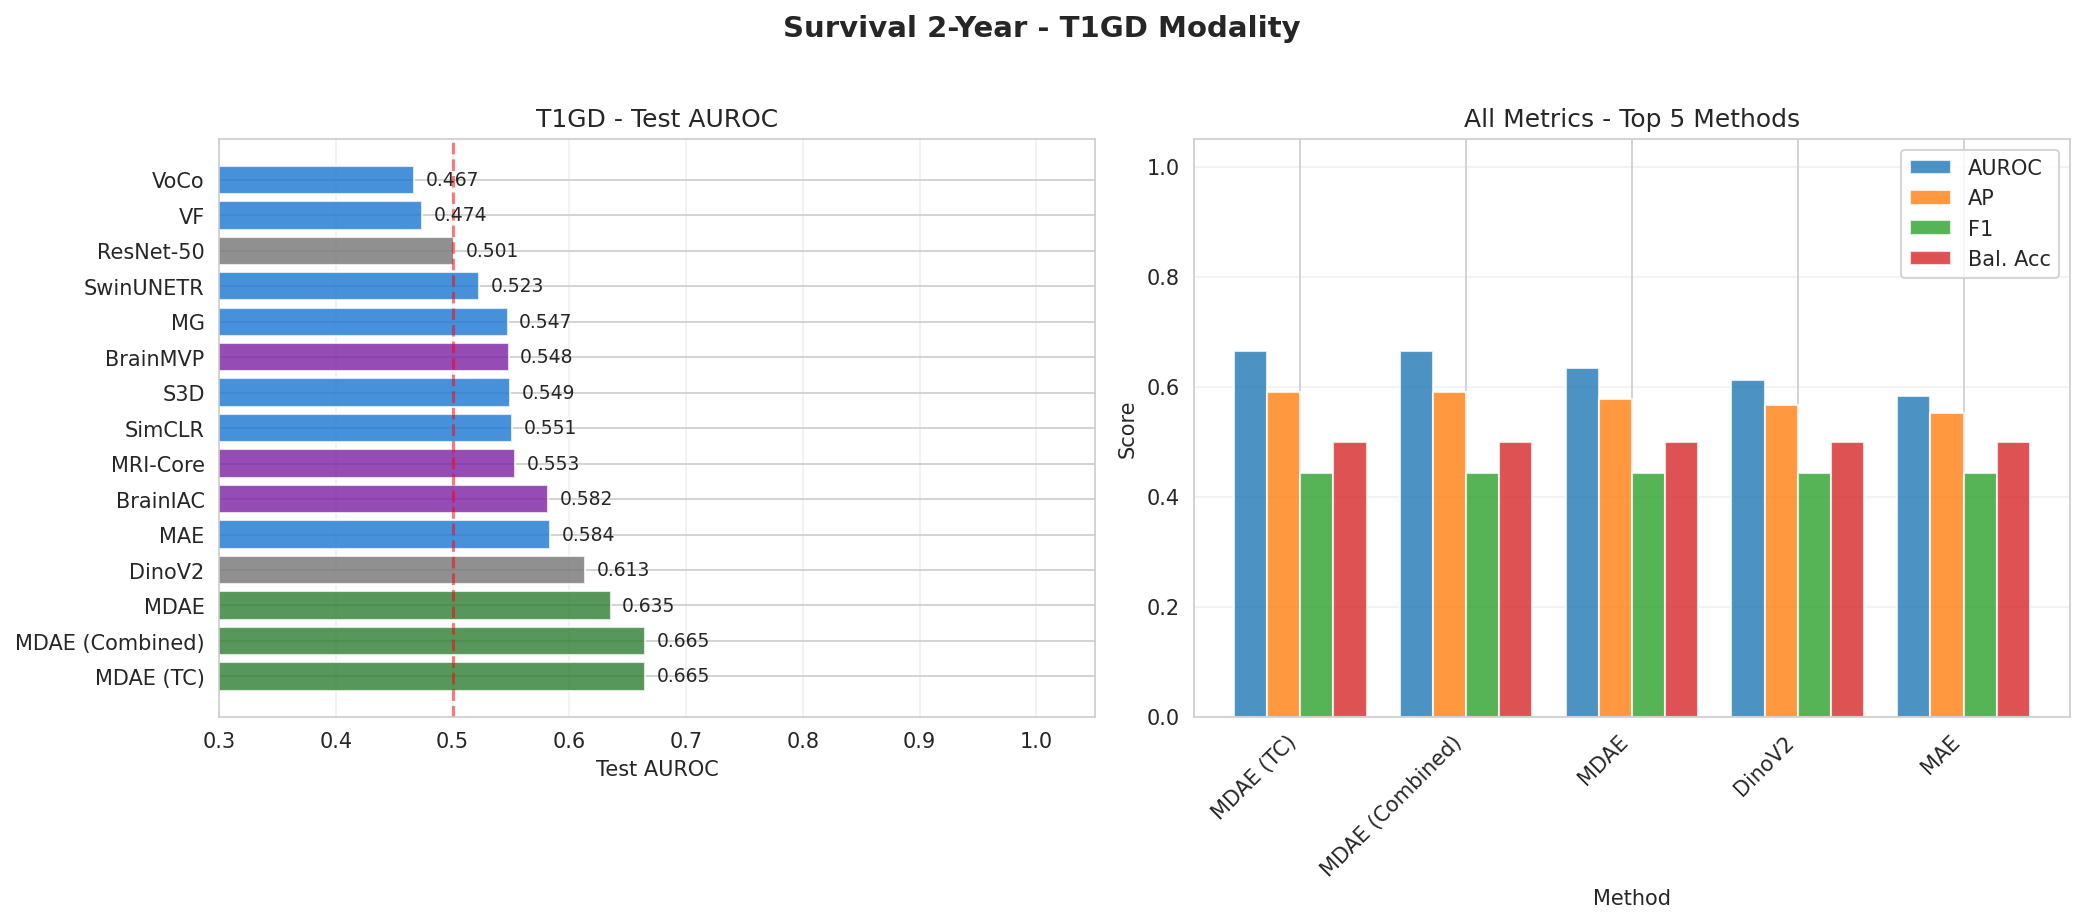 Survival 2-Year - T1GD Modality
T1GD - Test AUROC
VoCo 0.467
VF 0.474
ResNet-50 0.501
SwinUNETR 0.523
MG 0.547
BrainMVP 0.548
S3D 0.549
SimCLR 0.551
MRI-Core 0.553
BrainIAC 0.582
MAE 0.584
DinoV2 0.613
MDAE 0.635
MDAE (Combined) 0.665
MDAE (TC) 0.665
0.3 0.4 0.5 0.6 0.7 0.8 0.9 1.0
Test AUROC
All Metrics - Top 5 Methods
AUROC
AP
F1
Bal. Acc
1.0
0.8
0.6
0.4
0.2
0.0
Score
MDAE (TC)
MDAE (Combined)
MDAE
DinoV2
MAE
Method